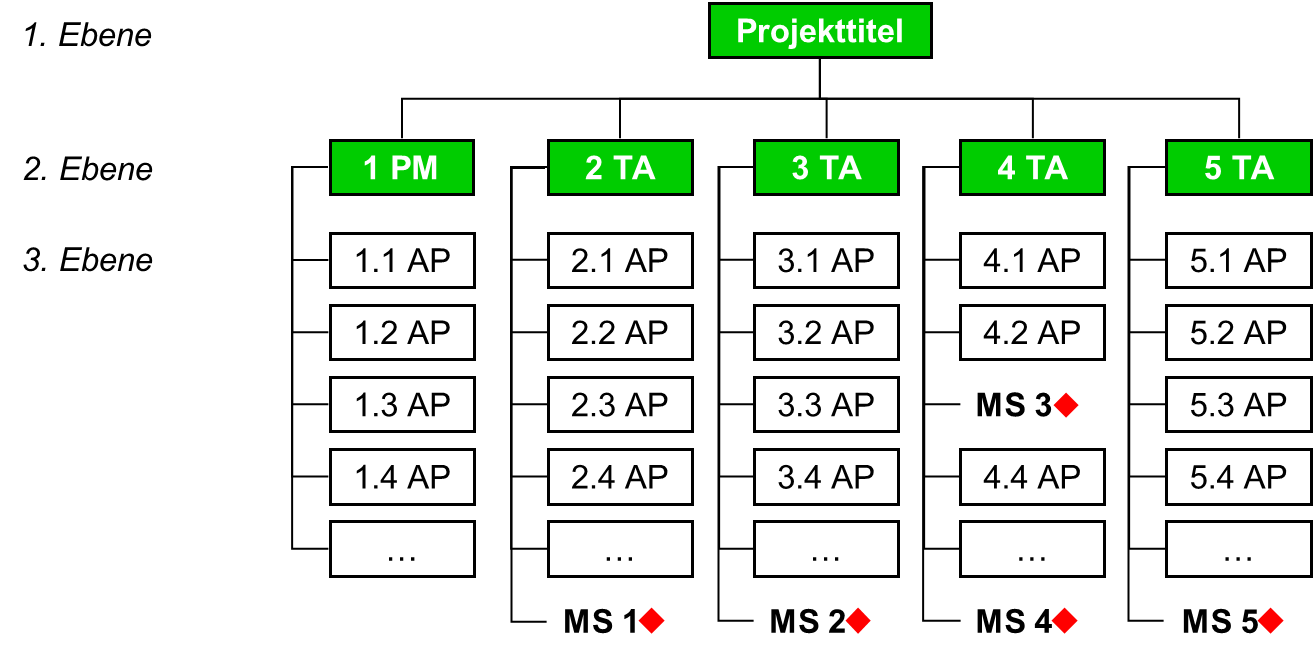 1. Ebene
Projekttitel
2. Ebene
1 PM
2 TA
3 TA
4 TA
5 TA
3. Ebene
1.1 AP
2.1 AP
3.1 AP
4.1 AP
5.1 AP
1.2 AP
2.2 AP
3.2 AP
4.2 AP
5.2 AP
1.3 AP
2.3 AP
3.3 AP
MS 3
5.3 AP
1.4 AP
2.4 AP
3.4 AP
4.4 AP
5.4 AP
…
…
…
…
…
MS 1
MS 2
MS 4
MS 5